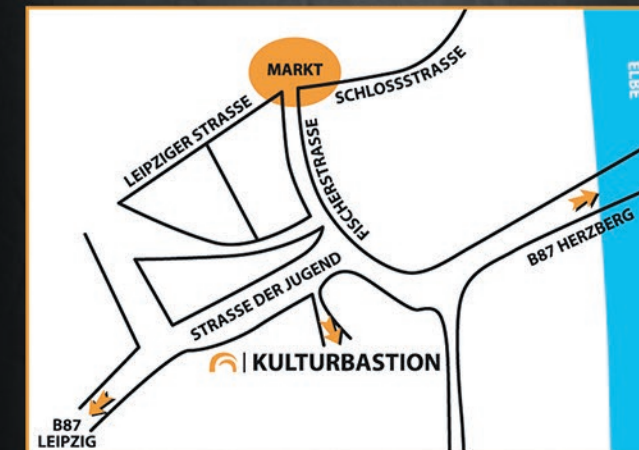 MARKT
SCHLOSSSTRASSE
ELBE
LEIPZIGER STRASSE
FISCHERSTRASSE
B87 HERZBERG
STRASSE DER JUGEND
KULTURBASTION
B87
LEIPZIG